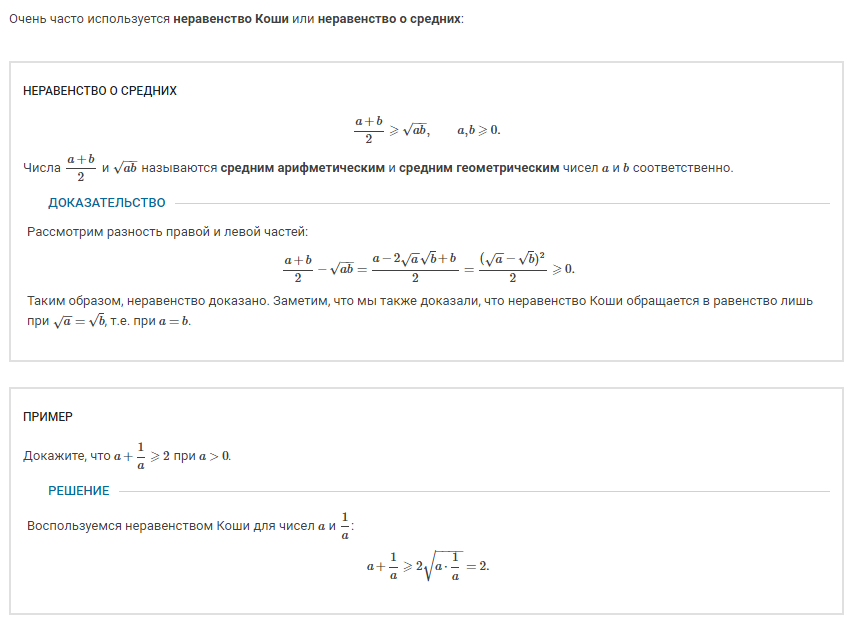 Очень часто используется неравенство Коши или неравенство о средних:
НЕРАВЕНСТВО О СРЕДНИХ
$\frac{a+b}{2} \geqslant \sqrt{ab}, \quad a,b \geqslant 0.$
Числа $\frac{a+b}{2}$ и $\sqrt{ab}$ называются средним арифметическим и средним геометрическим чисел $a$ и $b$ соответственно.
ДОКАЗАТЕЛЬСТВО
Рассмотрим разность правой и левой частей:
$\frac{a+b}{2} - \sqrt{ab} = \frac{a-2\sqrt{a}\sqrt{b}+b}{2} = \frac{(\sqrt{a}-\sqrt{b})^2}{2} \geqslant 0.$
Таким образом, неравенство доказано. Заметим, что мы также доказали, что неравенство Коши обращается в равенство лишь
при $\sqrt{a} = \sqrt{b}$, т.е. при $a = b$.
ПРИМЕР
Докажите, что $a + \frac{1}{a} \geqslant 2$ при $a > 0$.
РЕШЕНИЕ
Воспользуемся неравенством Коши для чисел $a$ и $\frac{1}{a}$:
$a + \frac{1}{a} \geqslant 2\sqrt{a \cdot \frac{1}{a}} = 2.$